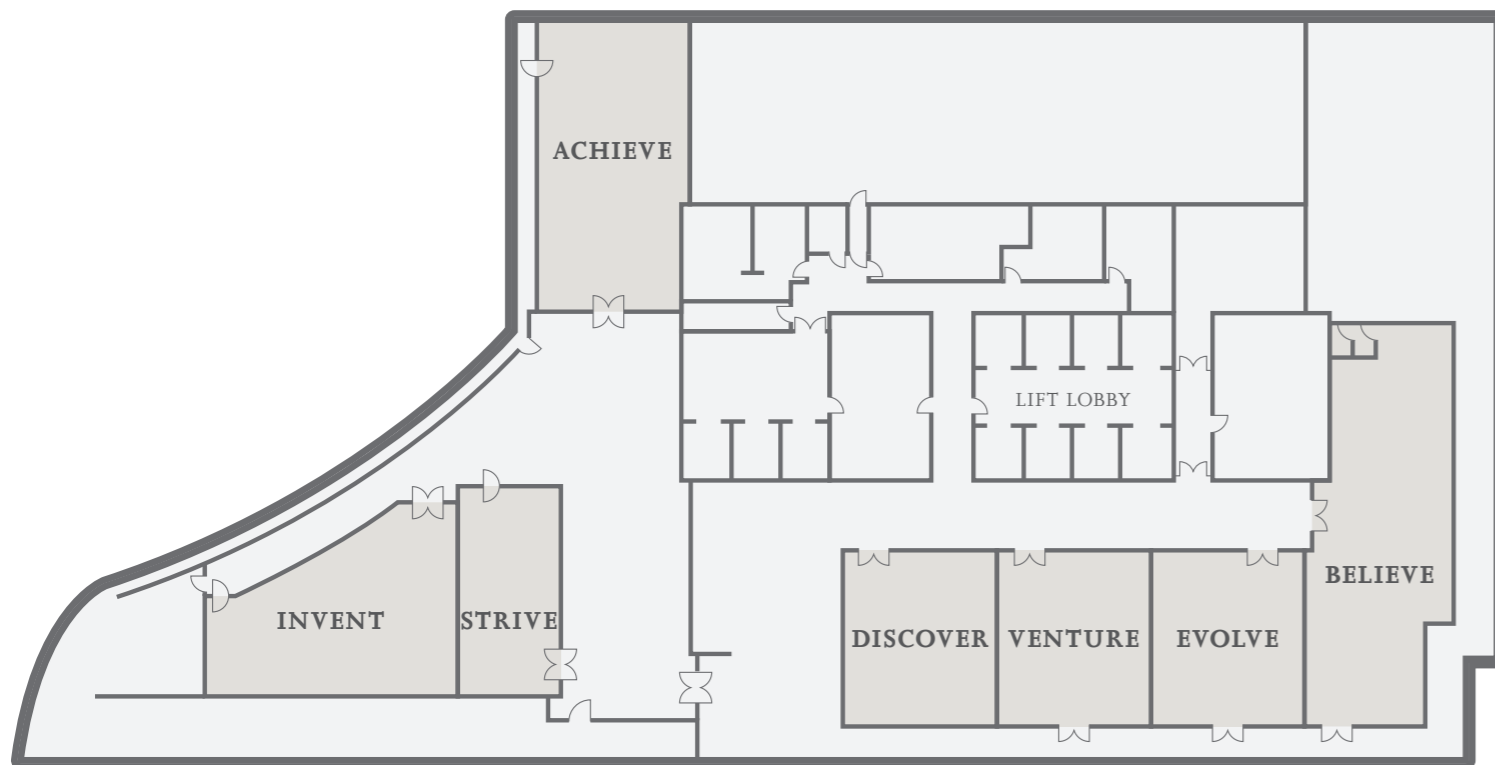 ACHIEVE
LIFT LOBBY
BELIEVE
INVENT
STRIVE
DISCOVER
VENTURE
EVOLVE